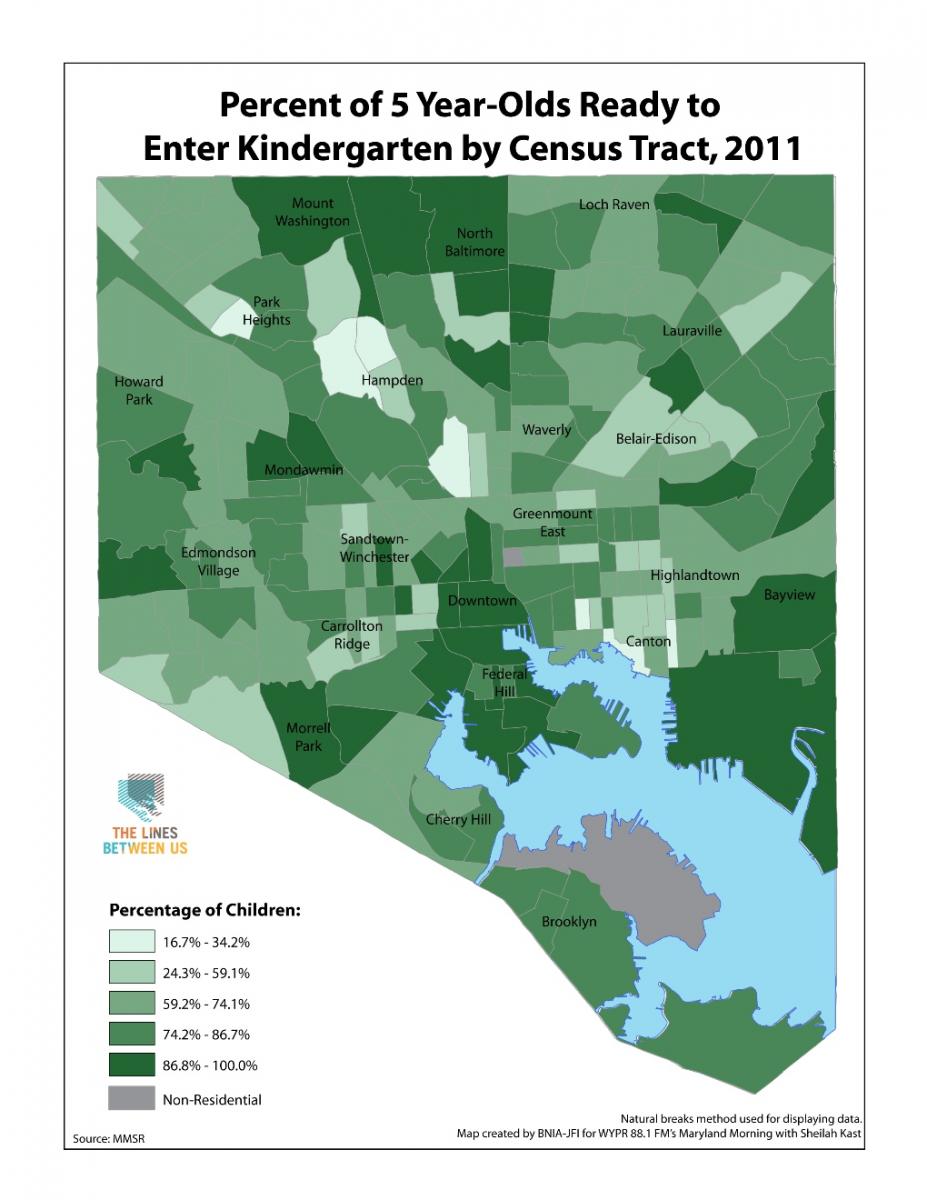 Percent of 5 Year-Olds Ready to
Enter Kindergarten by Census Tract, 2011
Mount
Washington
North
Baltimore
Loch Raven
Park
Heights
Lauraville
Howard
Park
Hampden
Waverly
Belair-Edison
Mondawmin
Greenmount
East
Sandtown-
Winchester
Edmondson
Village
Highlandtown
Bayview
Downtown
Carrollton
Ridge
Canton
Federal
Hill
Morrell
Park
Cherry Hill
THE LINES
BETWEEN US
Brooklyn
Percentage of Children:
16.7% - 34.2%
24.3% - 59.1%
59.2% - 74.1%
74.2% - 86.7%
86.8% - 100.0%
Non-Residential
Natural breaks method used for displaying data.
Source: MMSR
Map created by BNIA-JFI for WYPR 88.1 FM's Maryland Morning with Sheilah Kast